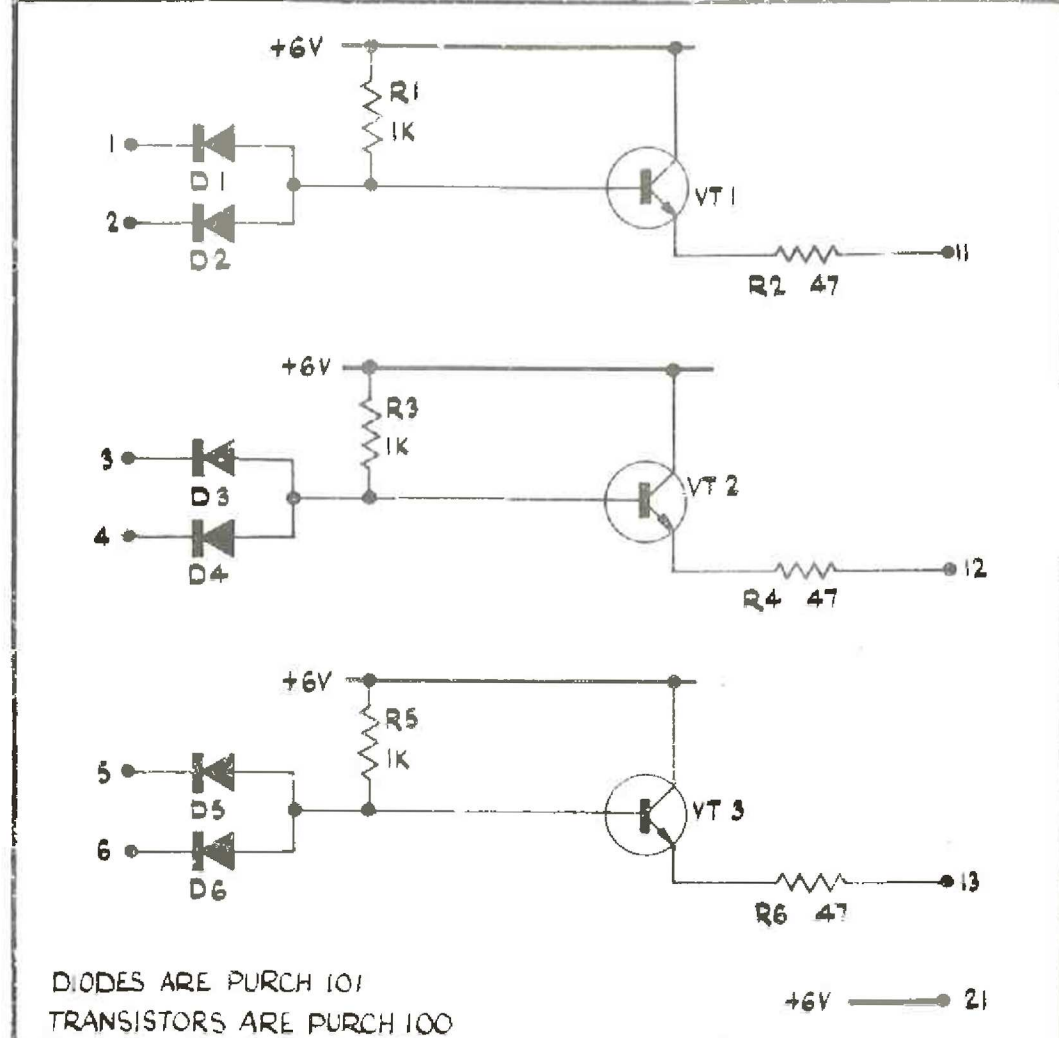 +6V
R1
1K
1
D1
2
D2
VT1
R2 47
11
+6V
R3
1K
3
D3
4
D4
VT2
R4 47
12
+6V
R5
1K
5
D5
6
D6
VT3
R6 47
13
DIODES ARE PURCH 101
TRANSISTORS ARE PURCH 100
+6V
21